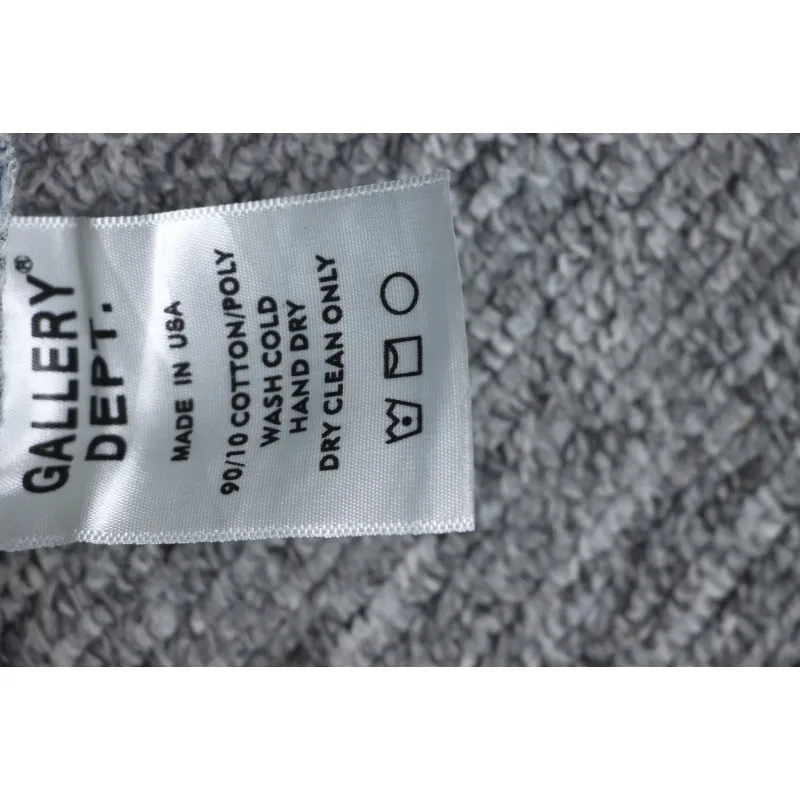 GALLERY®
DEPT.
MADE IN USA
90/10 COTTON/POLY
WASH COLD
HAND DRY
DRY CLEAN ONLY